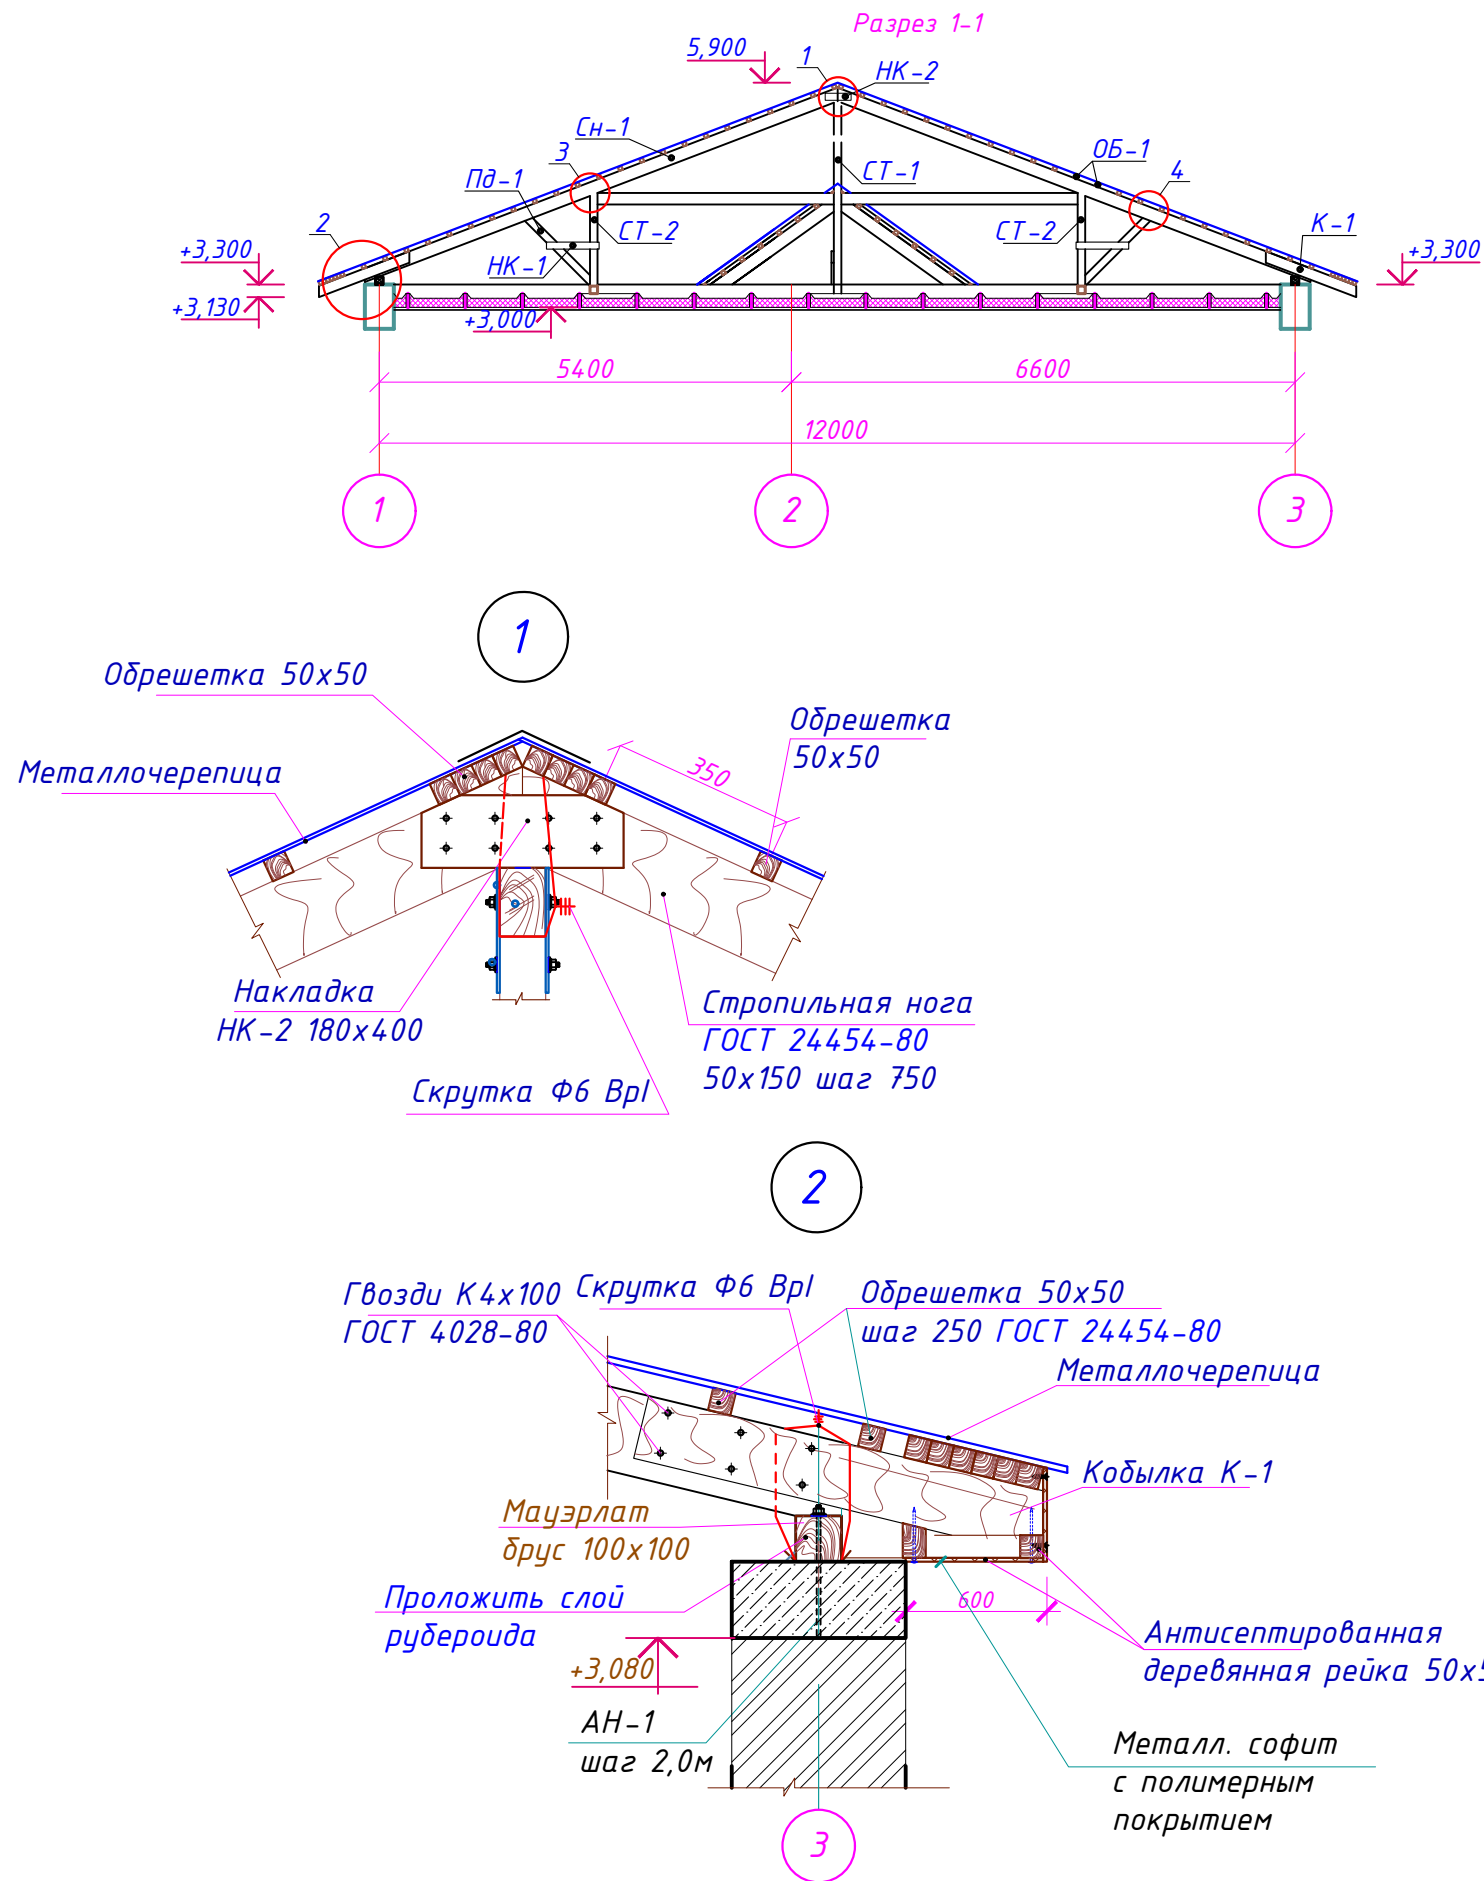 Разрез 1-1
5,900
1
НК-2
Сн-1
3
ОБ-1
Пд-1
СТ-1
4
2
СТ-2
СТ-2
К-1
+3,300
НК-1
+3,300
+3,130
+3,000
5400
6600
12000
1
2
3
1
Обрешетка 50х50
Обрешетка
50х50
Металлочерепица
350
Накладка
НК-2 180х400
Стропильная нога
ГОСТ 24454-80
50х150 шаг 750
Скрутка Ф6 ВрI
2
Гвозди К4х100
ГОСТ 4028-80
Скрутка Ф6 ВрI
Обрешетка 50х50
шаг 250 ГОСТ 24454-80
Металлочерепица
Кобылка К-1
Мауэрлат
брус 100х100
Проложить слой
рубероида
600
+3,080
Антисептированная
деревянная рейка 50х5
АН-1
шаг 2,0м
Металл. софит
с полимерным
покрытием
3